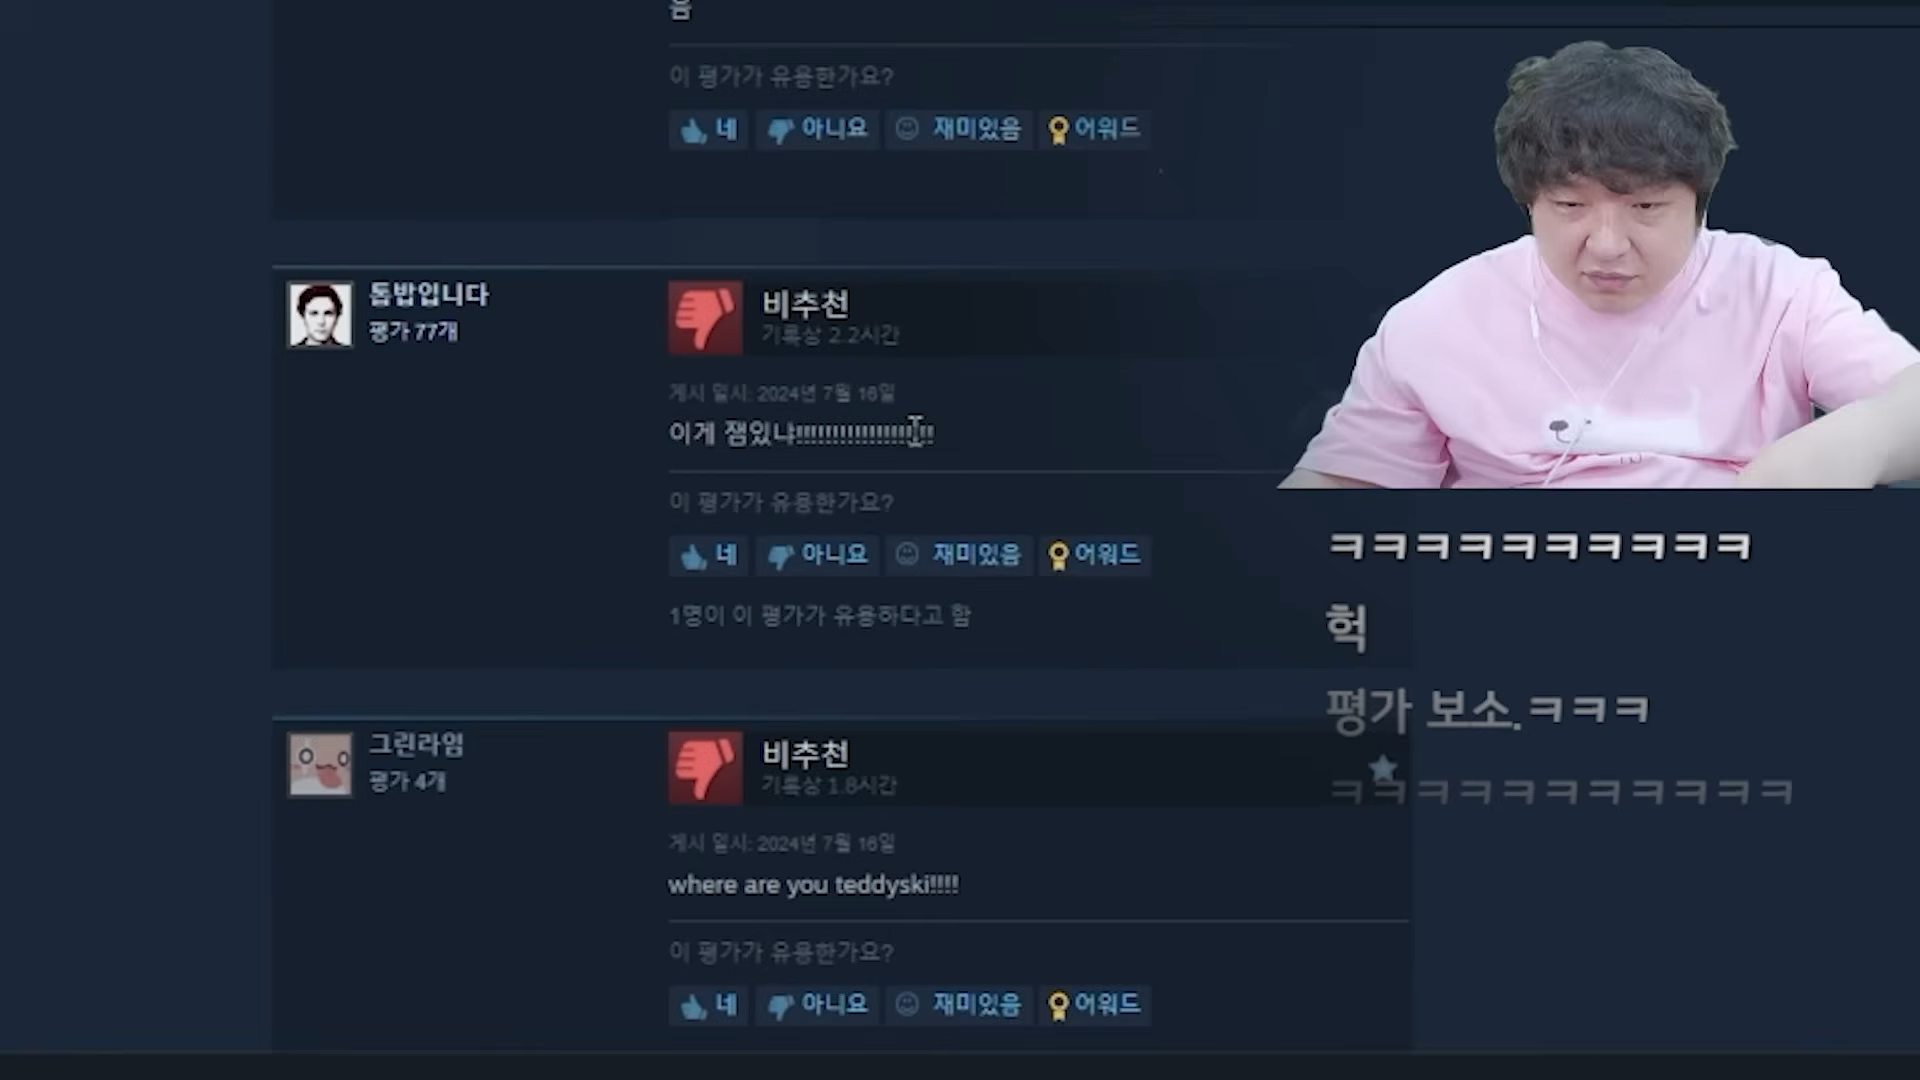 음
이 평가가 유용한가요?
네 아니요 재미있음 어워드
돕밥입니다
평가 77개
비추천
기록상 2.2시간
게시 일시: 2024년 7월 16일
이게 잼있냐!!!!!!!!!!!!!!!!!!!
이 평가가 유용한가요?
네 아니요 재미있음 어워드
1명이 이 평가가 유용하다고 함
그린라임
평가 4개
비추천
기록상 1.8시간
게시 일시: 2024년 7월 16일
where are you teddyski!!!!
이 평가가 유용한가요?
네 아니요 재미있음 어워드
ㅋㅋㅋㅋㅋㅋㅋㅋㅋㅋ
헉
평가 보소.ㅋㅋㅋ
ㅋㅋㅋㅋㅋㅋㅋㅋㅋㅋㅋ